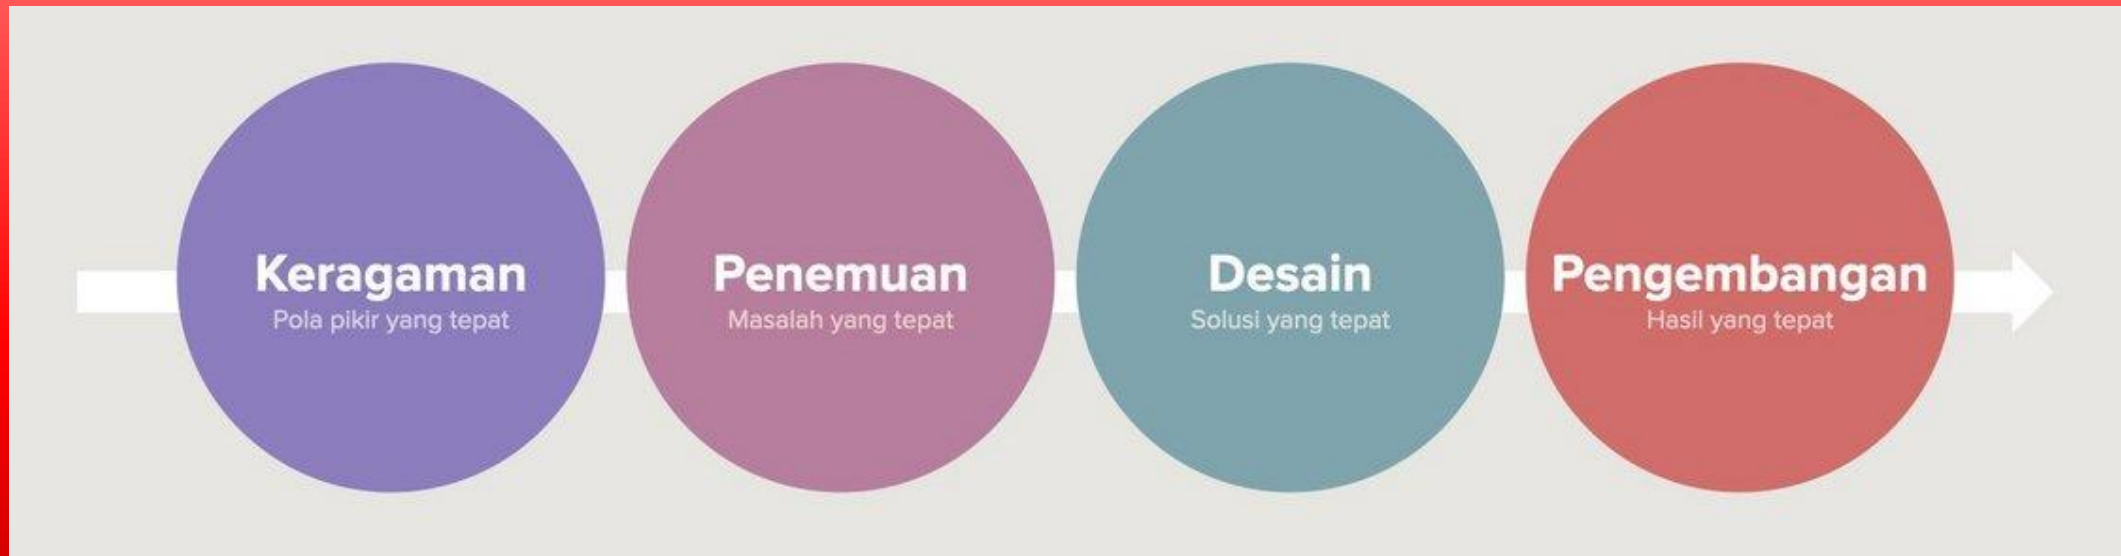 Keragaman
Pola pikir yang tepat
Penemuan
Masalah yang tepat
Desain
Solusi yang tepat
Pengembangan
Hasil yang tepat